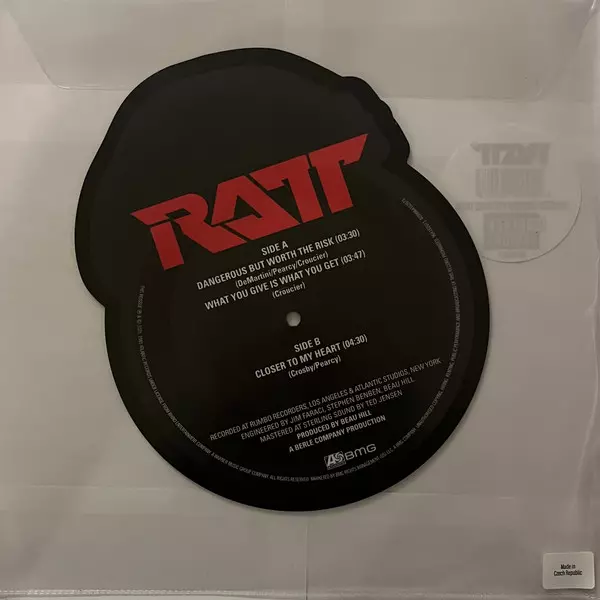 RATT
SIDE A
DANGEROUS BUT WORTH THE RISK (03:30)
(DeMartini/Pearcy/Croucier)
WHAT YOU GIVE IS WHAT YOU GET (03:47)
(Croucier)
SIDE B
CLOSER TO MY HEART (04:30)
(Crosby/Pearcy)
RECORDED AT RUMBO RECORDERS, LOS ANGELES & ATLANTIC STUDIOS, NEW YORK
ENGINEERED BY JIM FARACI, STEPHEN BENBEN, BEAU HILL
MASTERED AT STERLING SOUND BY TED JENSEN
PRODUCED BY BEAU HILL
A BERLE COMPANY PRODUCTION
BMG
Made in
Czech Republic